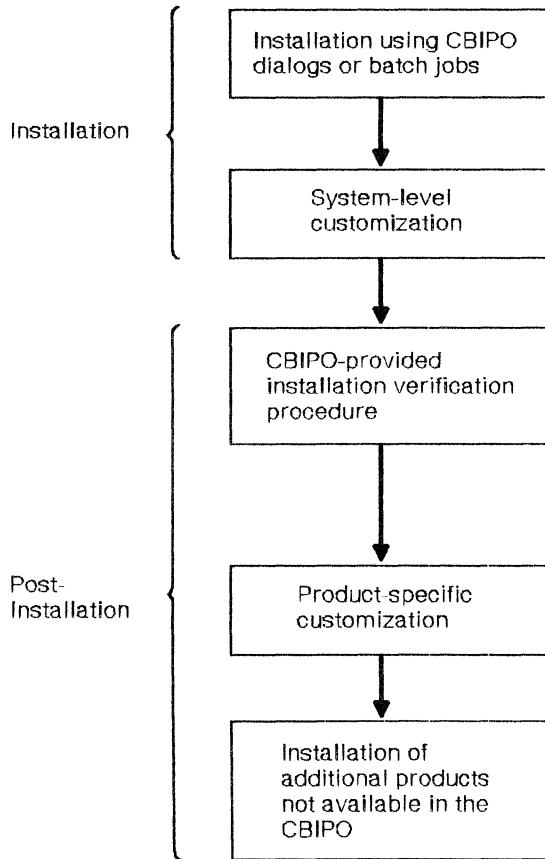 Installation using CBIPO
dialogs or batch jobs
Installation
System-level
customization
CBIPO-provided
installation verification
procedure
Post-
Installation
Product-specific
customization
Installation of
additional products
not available in the
CBIPO